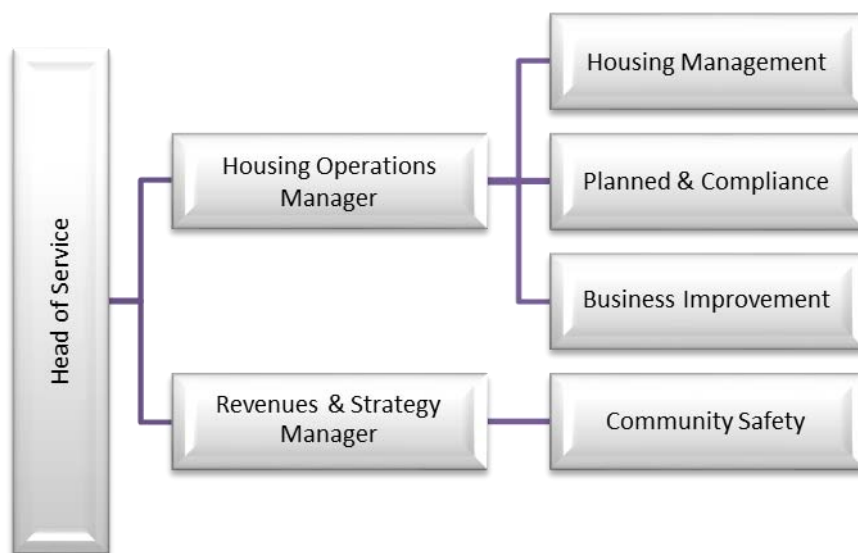 Head of Service
Housing Operations
Manager
Housing Management
Planned & Compliance
Business Improvement
Revenues & Strategy
Manager
Community Safety